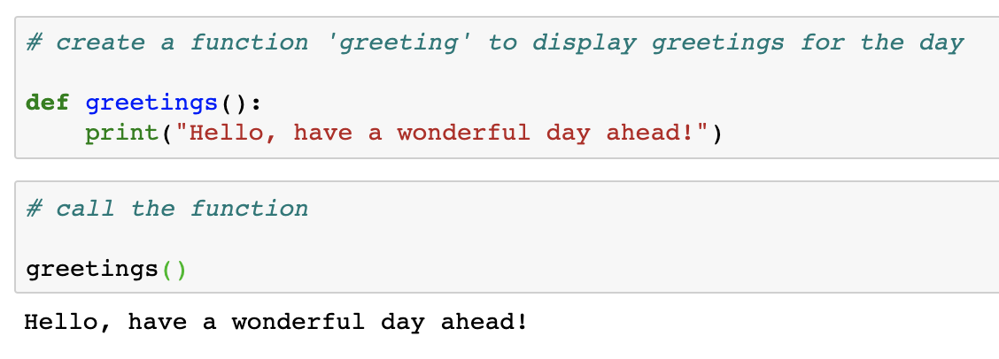 # create a function 'greeting' to display greetings for the day
def greetings():
    print("Hello, have a wonderful day ahead!")
# call the function
greetings()
Hello, have a wonderful day ahead!